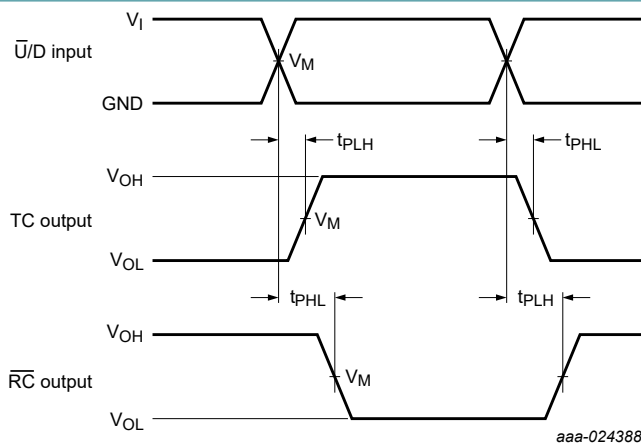 V_I
U̅/D input
V_M
GND
t_PLH
t_PHL
V_OH
TC output
V_M
V_OL
t_PHL
t_PLH
V_OH
R̅C̅ output
V_M
V_OL
aaa-024388